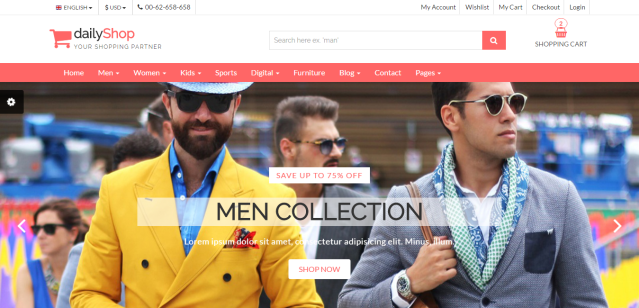 ENGLISH
$ USD
00-62-658-658
My Account
Wishlist
My Cart
Checkout
Login
dailyShop
YOUR SHOPPING PARTNER
Search here ex. 'man'
2
SHOPPING CART
Home
Men
Women
Kids
Sports
Digital
Furniture
Blog
Contact
Pages
SAVE UP TO 75% OFF
MEN COLLECTION
Lorem ipsum dolor sit amet, consectetur adipisicing elit. Minus, illum.
SHOP NOW